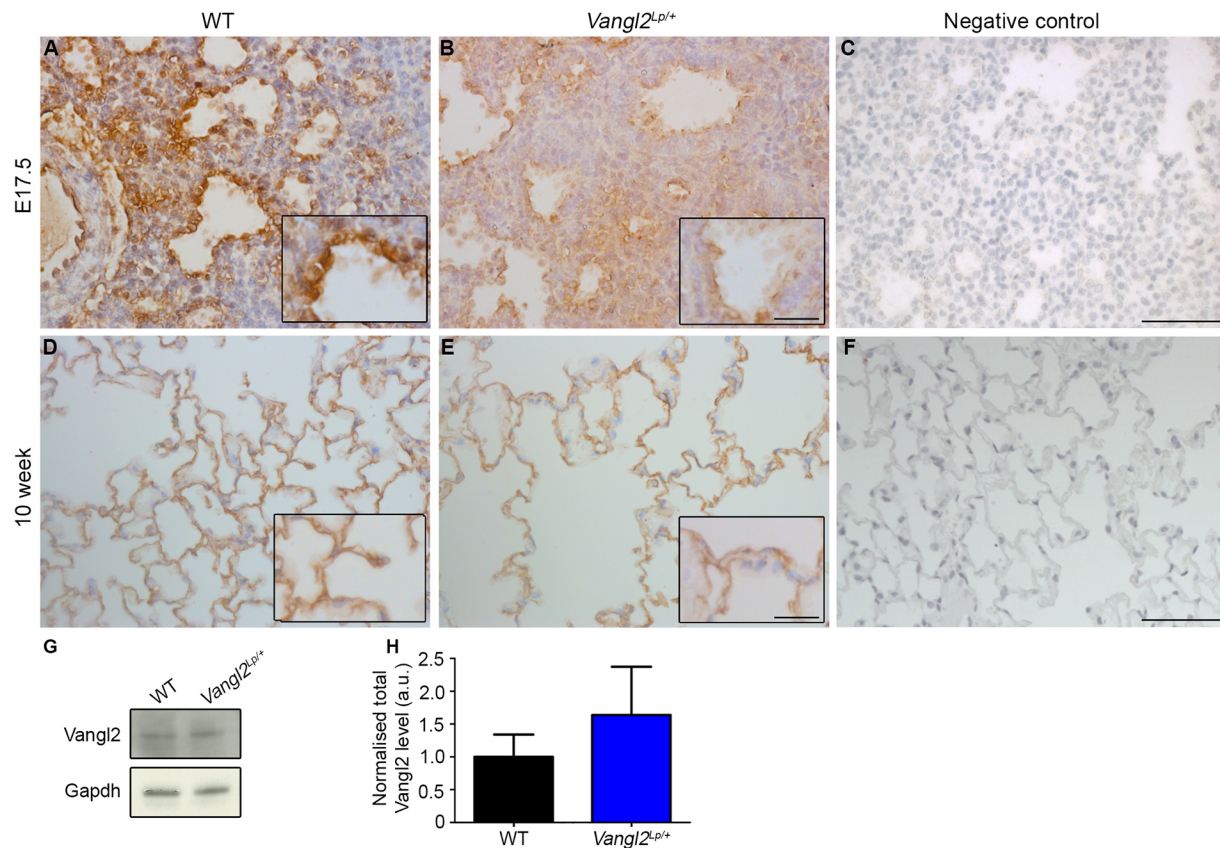 WT
Vangl2Lp/+
Negative control
E17.5
A
B
C
10 week
D
E
F
G
WT
Vangl2Lp/+
Vangl2
Gapdh
H
Normalised total
Vangl2 level (a.u.)
2.5
2.0
1.5
1.0
0.5
0
WT
Vangl2Lp/+